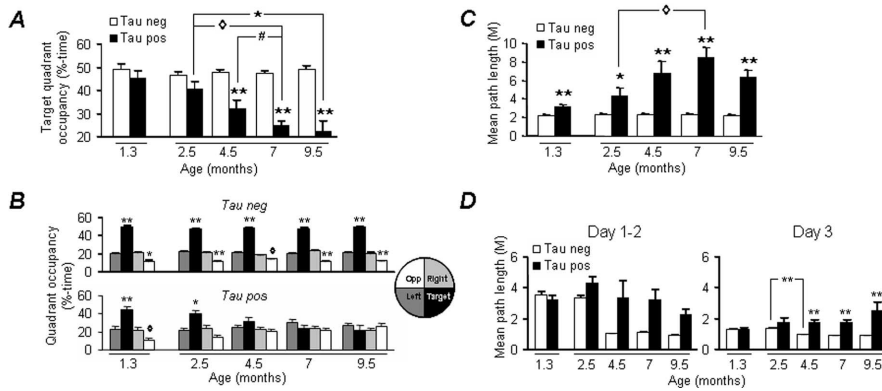 A
Tau neg
Tau pos
Target quadrant
occupancy (%-time)
60
50
40
30
20
* 
◊
#
**
**
**
1.3
2.5
4.5
7
9.5
Age (months)
B
Tau neg
Quadrant occupancy
(%-time)
60
40
20
0
**
*
**
**
**
◊
**
**
**
**
Tau pos
60
40
20
0
**
◊
*
1.3
2.5
4.5
7
9.5
Age (months)
Opp
Right
Left
Target
C
Tau neg
Tau pos
Mean path length (M)
10
8
6
4
2
0
◊
**
*
**
**
**
1.3
2.5
4.5
7
9.5
Age (months)
D
Day 1-2
Tau neg
Tau pos
Mean path length (M)
6
4
2
0
1.3
2.5
4.5
7
9.5
Age (months)
Day 3
6
4
2
0
**
**
**
**
1.3
2.5
4.5
7
9.5
Age (months)